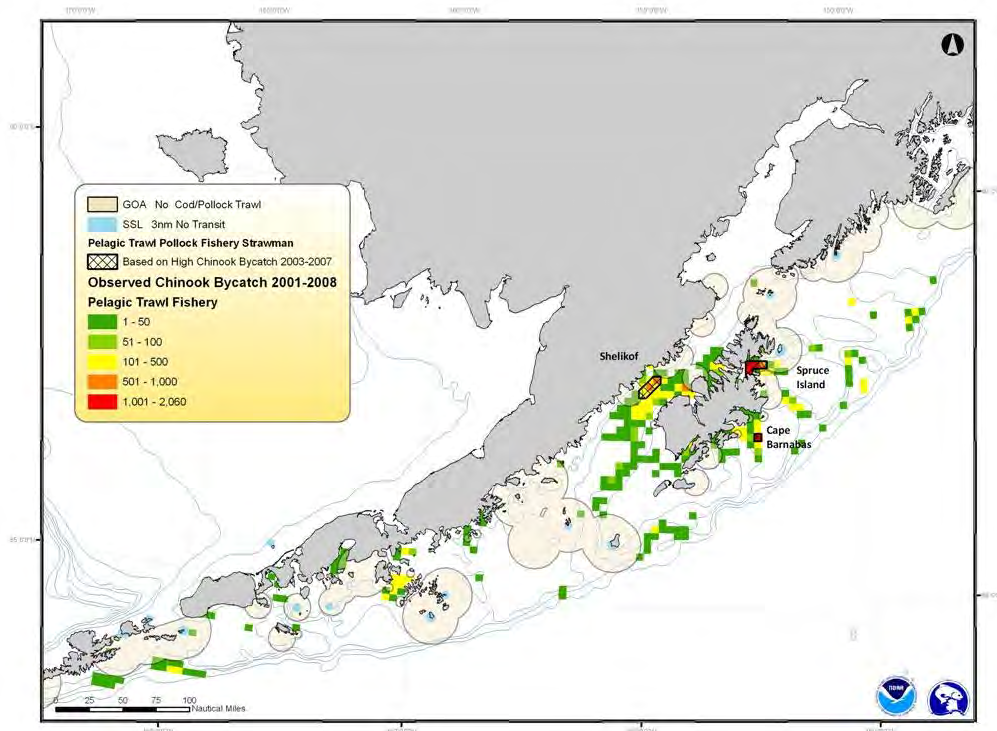 GOA No Cod/Pollock Trawl
SSL 3nm No Transit
Pelagic Trawl Pollock Fishery Strawman
Based on High Chinook Bycatch 2003-2007
Observed Chinook Bycatch 2001-2008
Pelagic Trawl Fishery
1 - 50
51 - 100
101 - 500
501 - 1,000
1,001 - 2,060
Shelikof
Spruce
Island
Cape
Barnabas
0 25 50 75 100
Nautical Miles
NOAA